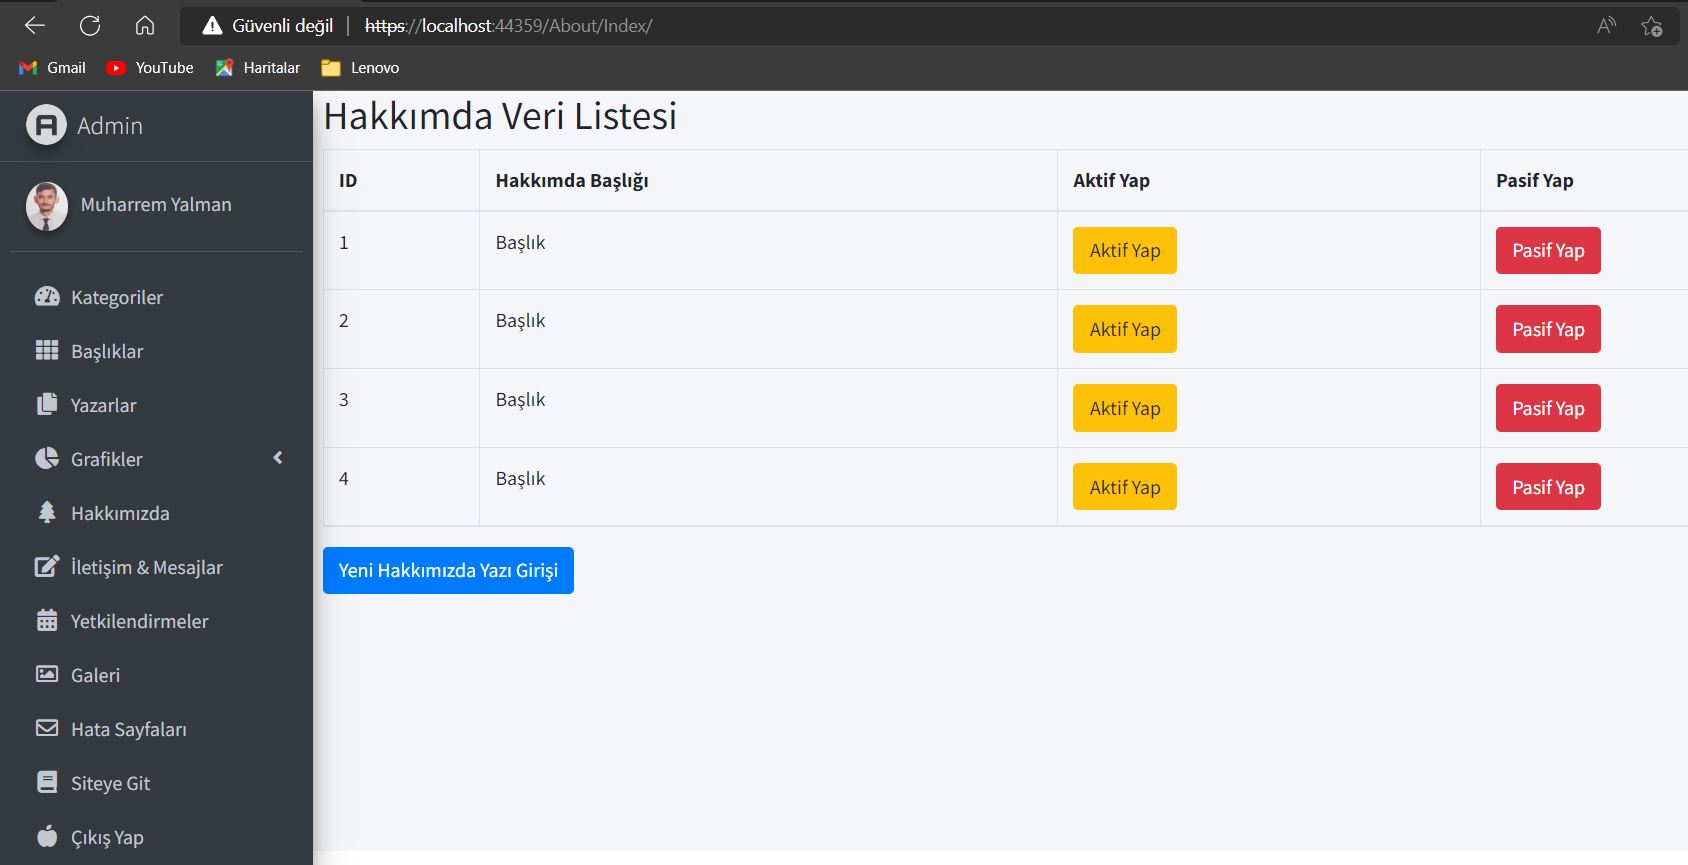 Güvenli değil | https://localhost:44359/About/Index/
Gmail YouTube Haritalar Lenovo
Admin
Muharrem Yalman
Kategoriler
Başlıklar
Yazarlar
Grafikler
Hakkımızda
İletişim & Mesajlar
Yetkilendirmeler
Galeri
Hata Sayfaları
Siteye Git
Çıkış Yap
Hakkımda Veri Listesi
ID Hakkımda Başlığı Aktif Yap Pasif Yap
1 Başlık Aktif Yap Pasif Yap
2 Başlık Aktif Yap Pasif Yap
3 Başlık Aktif Yap Pasif Yap
4 Başlık Aktif Yap Pasif Yap
Yeni Hakkımızda Yazı Girişi